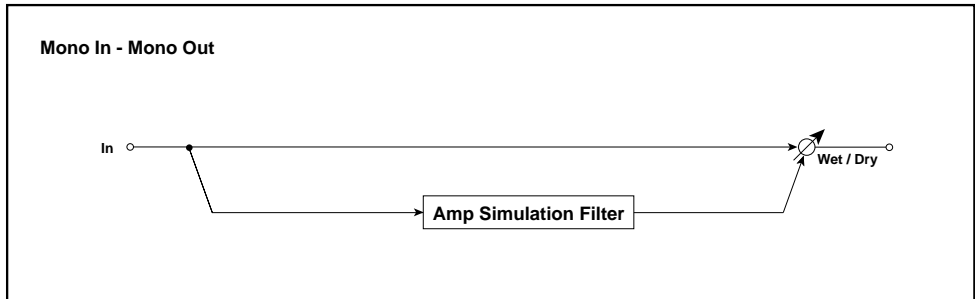 Mono In - Mono Out
In
Wet / Dry
Amp Simulation Filter